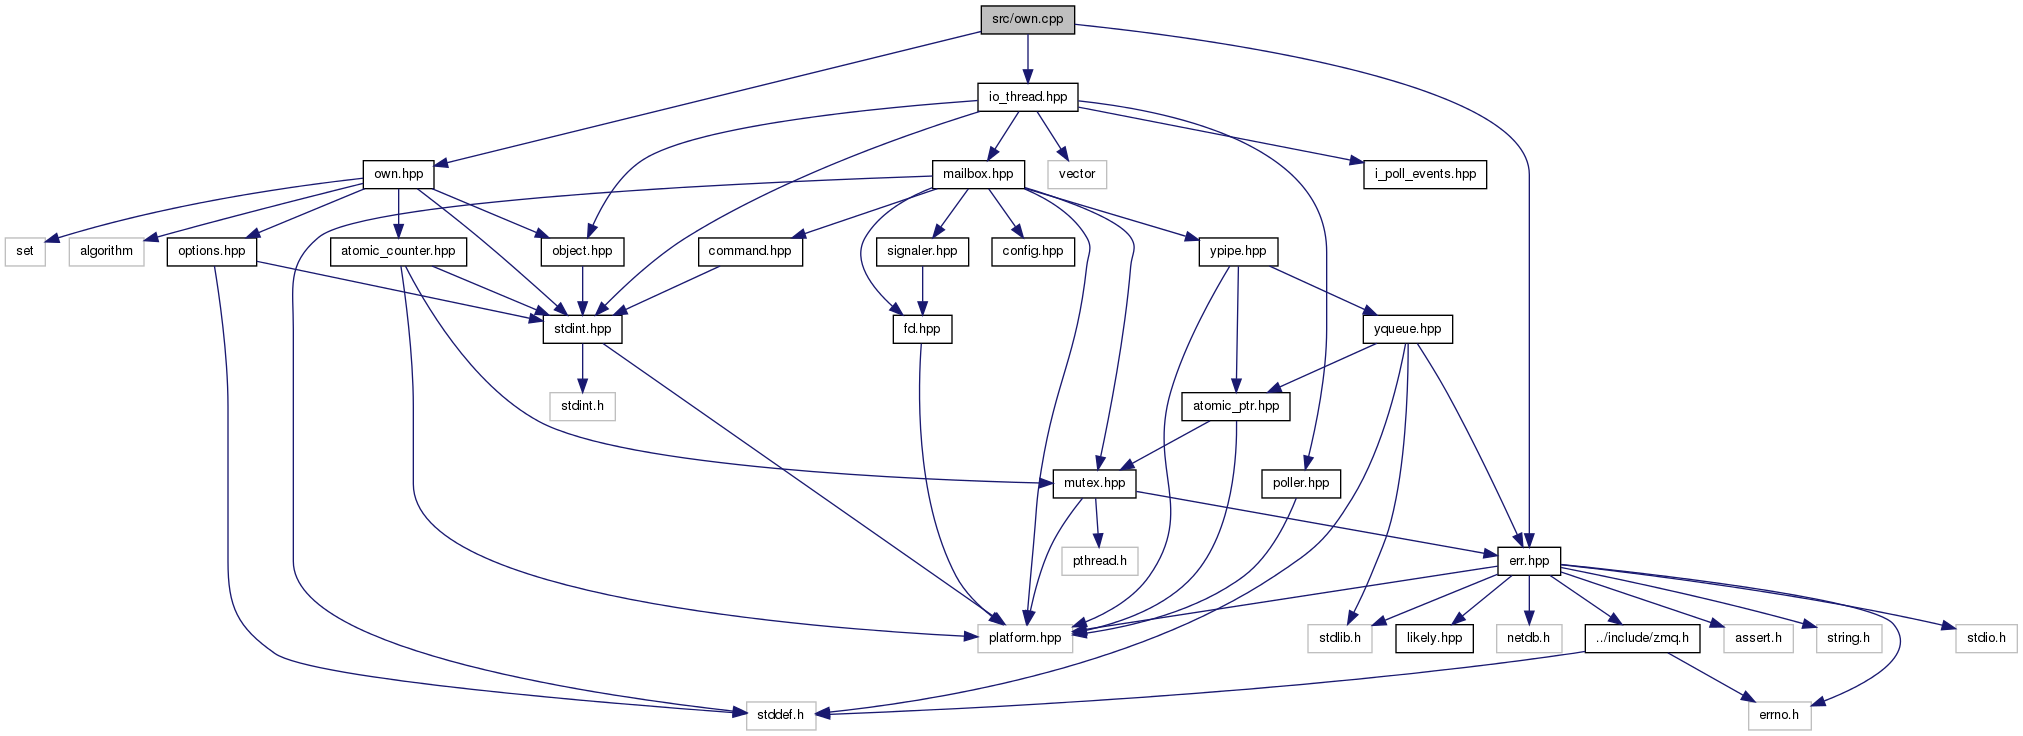 src/own.cpp
io_thread.hpp
own.hpp
mailbox.hpp
vector
i_poll_events.hpp
set
algorithm
options.hpp
atomic_counter.hpp
object.hpp
command.hpp
signaler.hpp
config.hpp
ypipe.hpp
stdint.hpp
fd.hpp
yqueue.hpp
stdint.h
atomic_ptr.hpp
mutex.hpp
poller.hpp
pthread.h
err.hpp
platform.hpp
stdlib.h
likely.hpp
netdb.h
../include/zmq.h
assert.h
string.h
stdio.h
stddef.h
errno.h